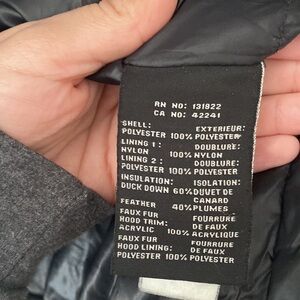 RN NO: 131822
CA NO: 42241
SHELL: EXTERIEUR:
POLYESTER 100% POLYESTER
LINING 1 : DOUBLURE:
NYLON 100% NYLON
LINING 2 : DOUBLURE:
POLYESTER 100% POLYESTER
INSULATION: ISOLATION:
DUCK DOWN 60% DUVET DE
CANARD
FEATHER 40% PLUMES
FAUX FUR FOURRURE
HOOD TRIM: DE FAUX
ACRYLIC 100% ACRYLIQUE
FAUX FUR FOURRURE
HOOD LINING: DE FAUX
POLYESTER 100% POLYESTER